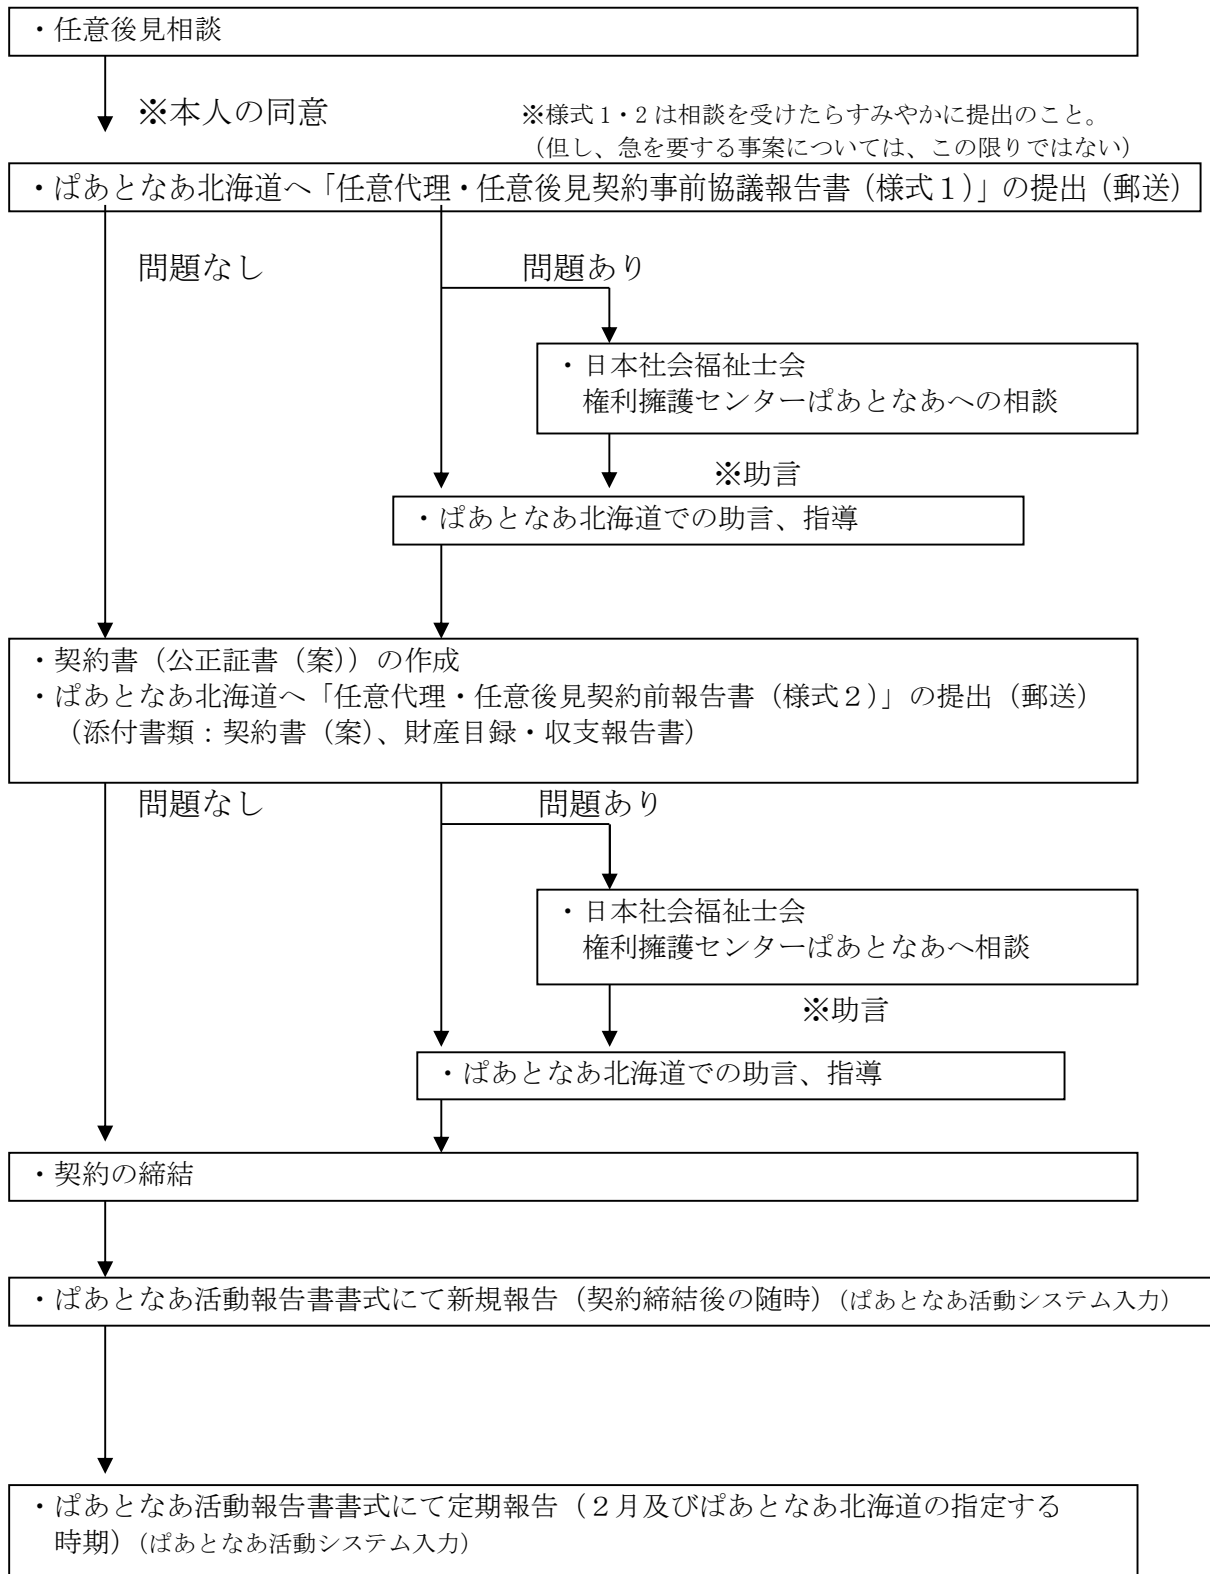 ・任意後見相談
※本人の同意
※様式1・2は相談を受けたらすみやかに提出のこと。
（但し、急を要する事案については、この限りではない）
・ぱあとなあ北海道へ「任意代理・任意後見契約事前協議報告書（様式１）」の提出（郵送）
問題なし
問題あり
・日本社会福祉士会
権利擁護センターぱあとなあへの相談
※助言
・ぱあとなあ北海道での助言、指導
・契約書（公正証書（案））の作成
・ぱあとなあ北海道へ「任意代理・任意後見契約前報告書（様式２）」の提出（郵送）
（添付書類：契約書（案）、財産目録・収支報告書）
問題なし
問題あり
・日本社会福祉士会
権利擁護センターぱあとなあへ相談
※助言
・ぱあとなあ北海道での助言、指導
・契約の締結
・ぱあとなあ活動報告書書式にて新規報告（契約締結後の随時）（ぱあとなあ活動システム入力）
・ぱあとなあ活動報告書書式にて定期報告（２月及びぱあとなあ北海道の指定する
時期）（ぱあとなあ活動システム入力）